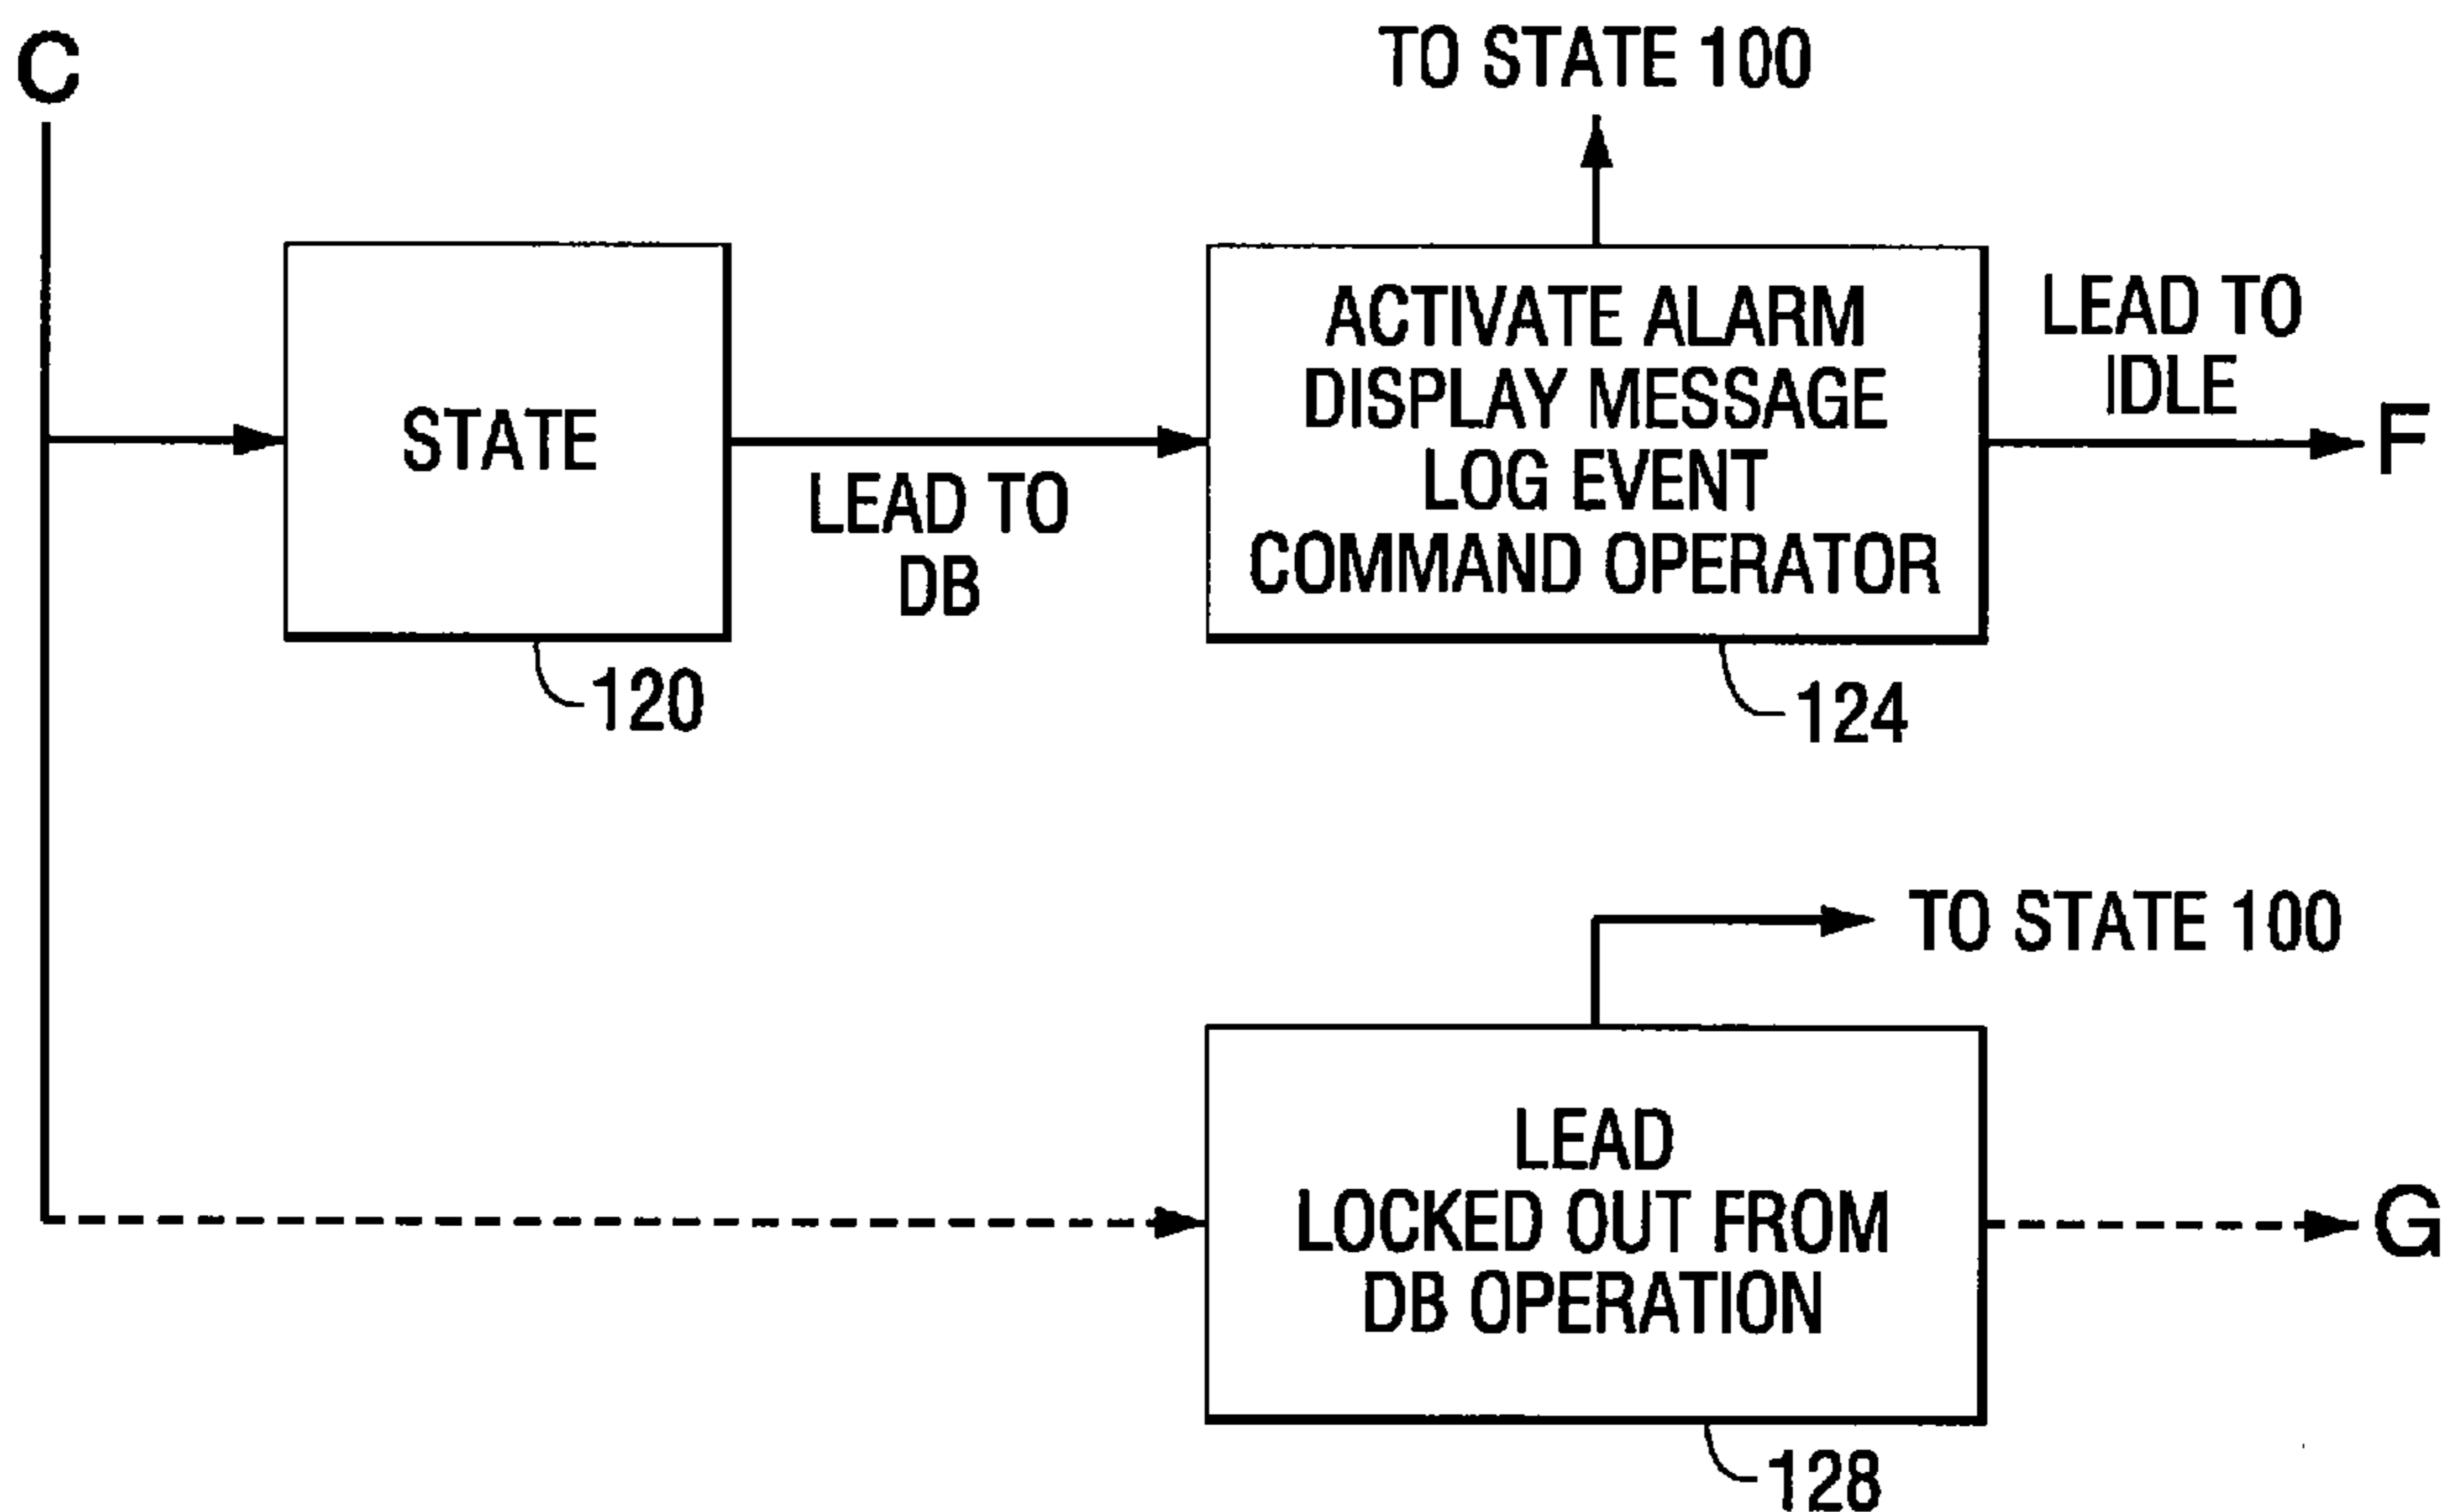 C
TO STATE 100
STATE
LEAD TO
DB
120
ACTIVATE ALARM
DISPLAY MESSAGE
LOG EVENT
COMMAND OPERATOR
124
LEAD TO
IDLE
F
TO STATE 100
LEAD
LOCKED OUT FROM
DB OPERATION
128
G